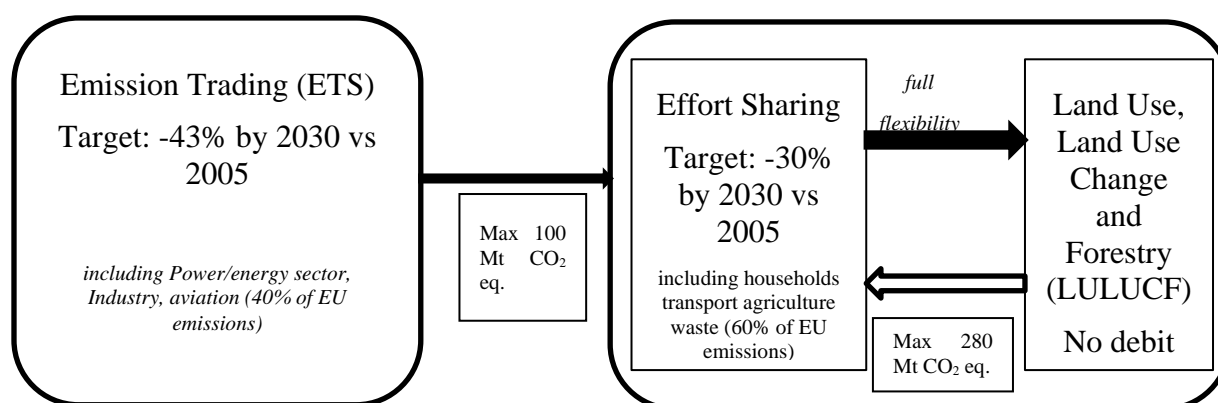 Emission Trading (ETS)
Target: -43% by 2030 vs
2005
including Power/energy sector,
Industry, aviation (40% of EU
emissions)
Max 100
Mt CO₂
eq.
Effort Sharing
Target: -30%
by 2030 vs
2005
including households
transport agriculture
waste (60% of EU
emissions)
full
flexibility
Max 280
Mt CO₂ eq.
Land Use,
Land Use
Change
and
Forestry
(LULUCF)
No debit